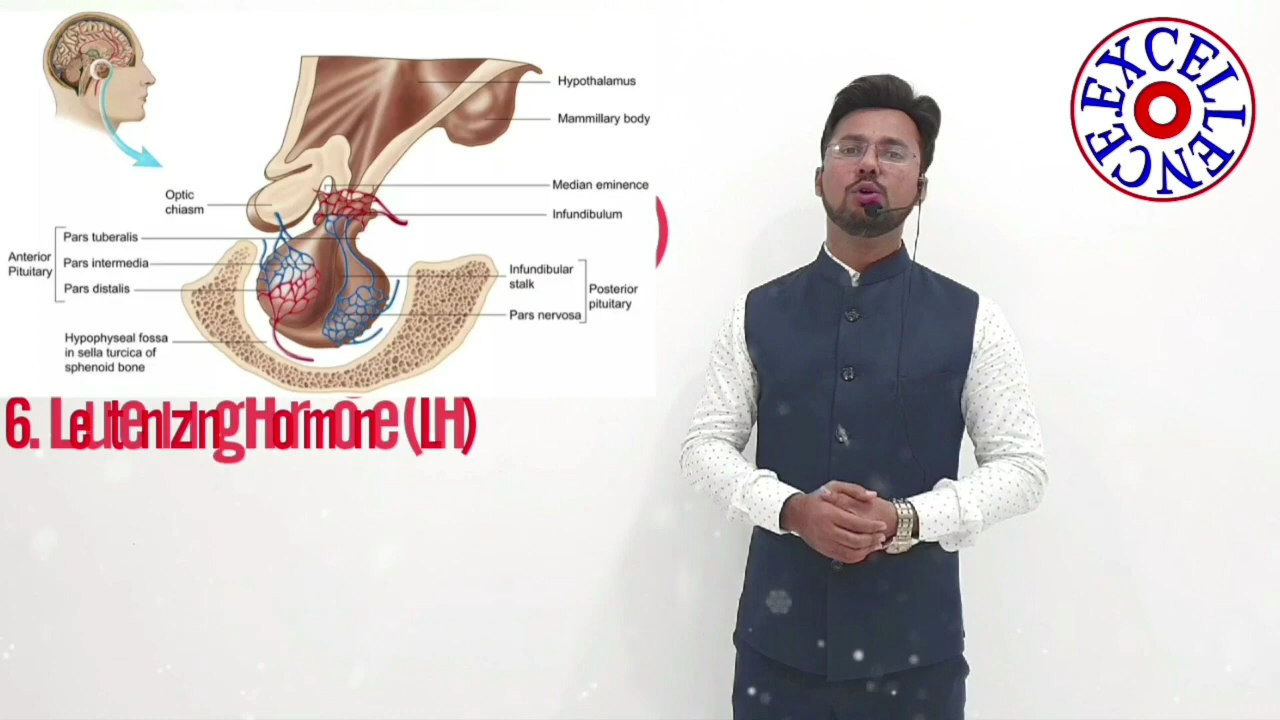 Hypothalamus
Mammillary body
Median eminence
Infundibulum
Optic
chiasm
Pars tuberalis
Anterior
Pituitary
Pars intermedia
Pars distalis
Infundibular
stalk
Posterior
pituitary
Pars nervosa
Hypophyseal fossa
in sella turcica of
sphenoid bone
6. Leutenizing Hormone (LH)
EXCELLENCE